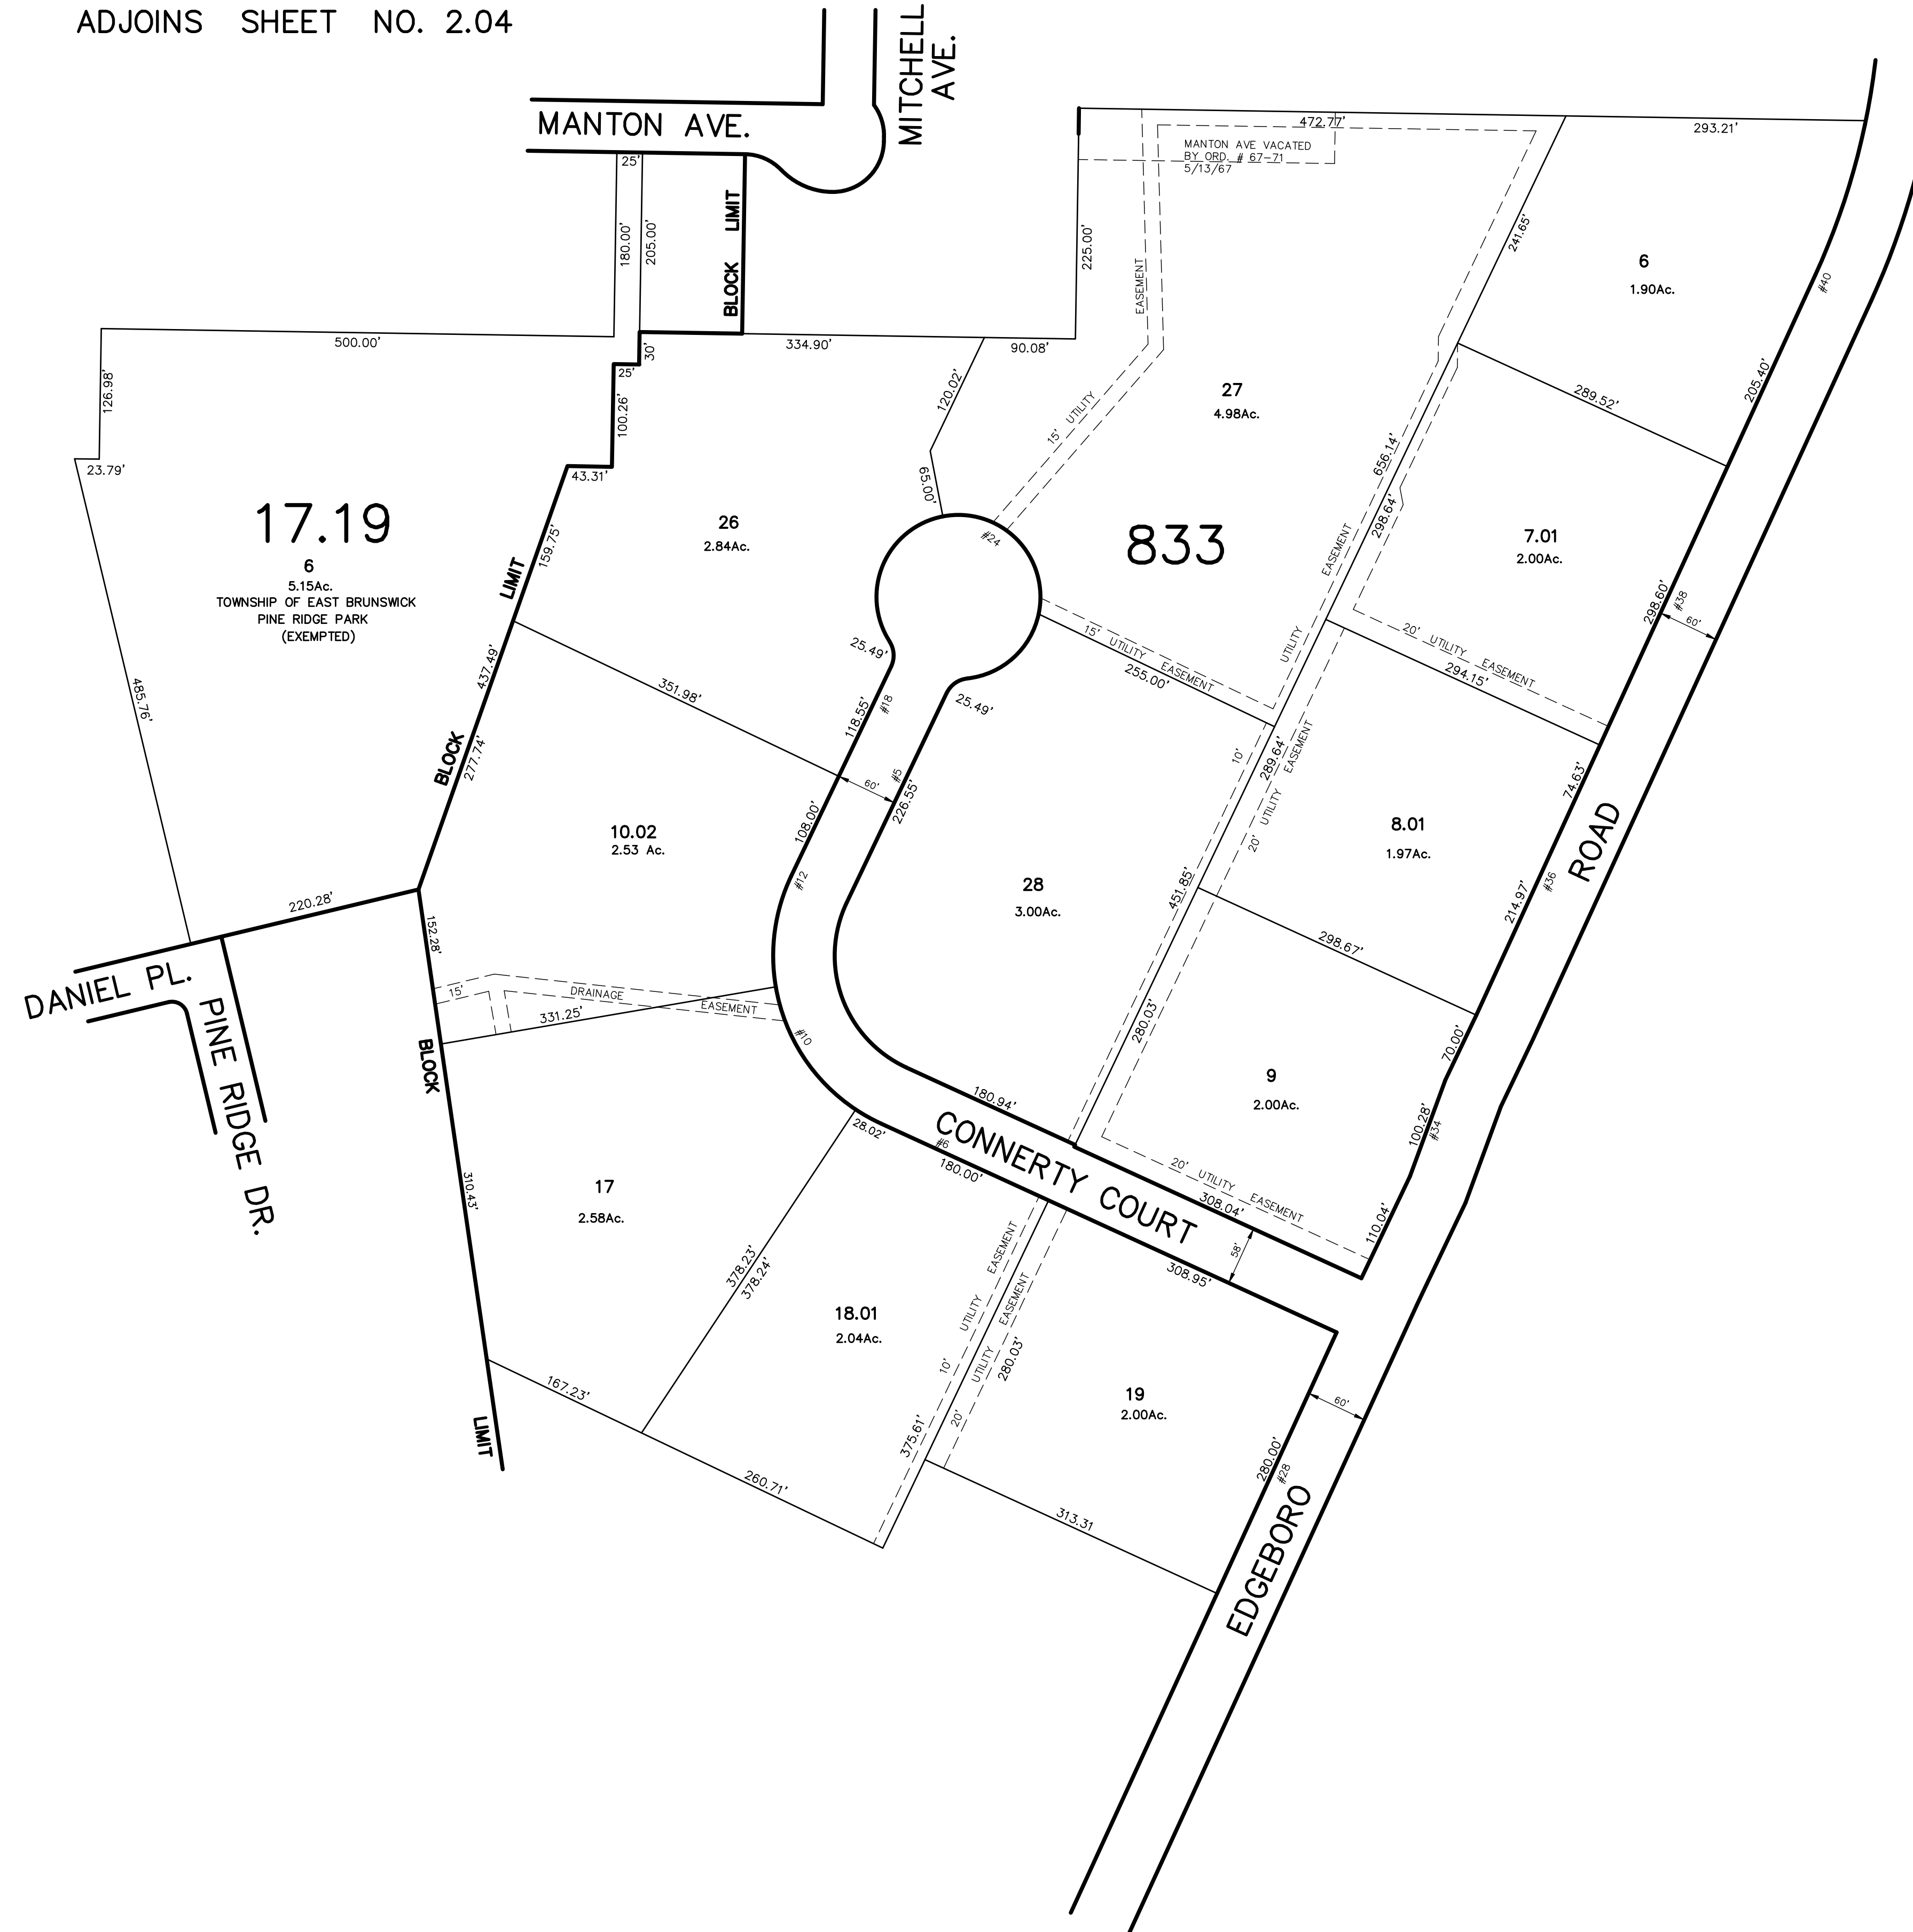 ADJOINS SHEET NO. 2.04
MITCHELL
AVE.
MANTON AVE.
25'
180.00'
205.00'
BLOCK LIMIT
472.77'
293.21'
MANTON AVE VACATED
BY ORD. # 67-71
5/13/67
225.00'
EASEMENT
241.65'
6
1.90Ac.
#40
500.00'
30'
334.90'
90.08'
126.98'
25'
100.26'
120.02'
15' UTILITY
27
4.98Ac.
289.52'
205.40'
23.79'
43.31'
65.00'
656.14'
17.19
6
5.15Ac.
TOWNSHIP OF EAST BRUNSWICK
PINE RIDGE PARK
(EXEMPTED)
159.75'
BLOCK LIMIT
26
2.84Ac.
#24
833
298.64'
UTILITY EASEMENT
7.01
2.00Ac.
298.60'
#38
60'
485.76'
437.49'
277.74'
351.98'
25.49'
118.55'
#18
25.49'
15' UTILITY EASEMENT
255.00'
20' UTILITY EASEMENT
294.15'
10'
289.64'
20' UTILITY EASEMENT
74.63'
60'
#5
226.55'
108.00'
#12
10.02
2.53 Ac.
28
3.00Ac.
451.85'
8.01
1.97Ac.
#36
214.97'
ROAD
220.28'
152.28'
298.67'
DANIEL PL.
15'
DRAINAGE EASEMENT
331.25'
#10
280.03'
70.00'
PINE RIDGE DR.
BLOCK LIMIT
180.94'
9
2.00Ac.
100.28'
#34
28.02'
#6
180.00'
CONNERTY COURT
20' UTILITY EASEMENT
308.04'
110.04'
310.43'
17
2.58Ac.
378.23'
378.24'
58'
308.95'
10' UTILITY EASEMENT
20' UTILITY EASEMENT
280.03'
18.01
2.04Ac.
167.23'
375.61'
19
2.00Ac.
60'
280.00'
#28
260.71'
313.31
EDGEBORO